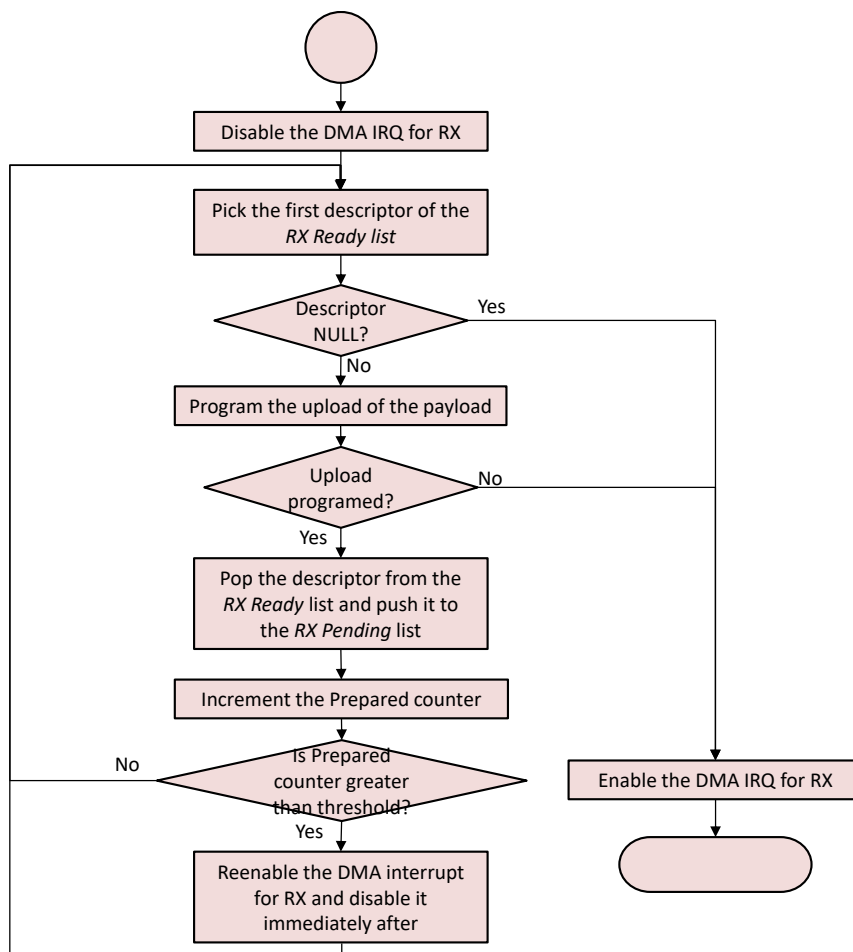 Disable the DMA IRQ for RX
Pick the first descriptor of the
RX Ready list
Descriptor
NULL?
Yes
No
Program the upload of the payload
Upload
programed?
No
Yes
Pop the descriptor from the
RX Ready list and push it to
the RX Pending list
Increment the Prepared counter
Is Prepared
counter greater
than threshold?
No
Yes
Enable the DMA IRQ for RX
Reenable the DMA interrupt
for RX and disable it
immediately after